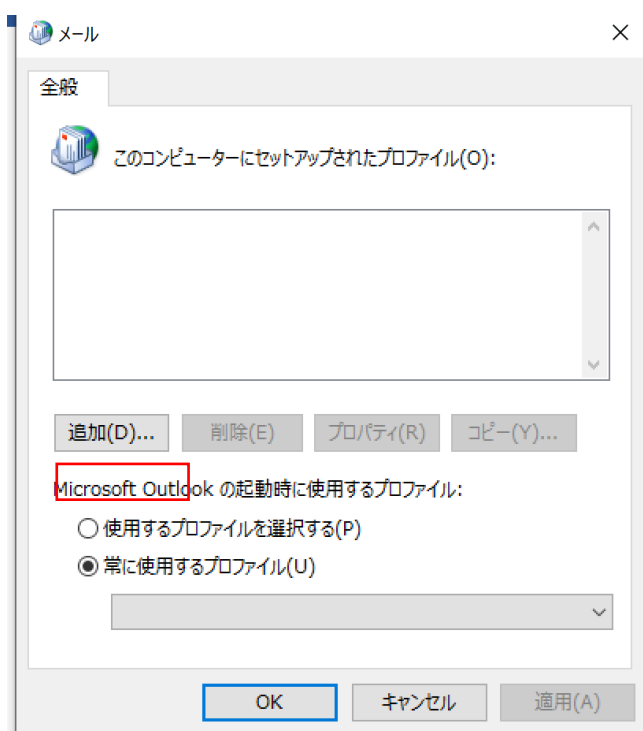 メール
全般
このコンピューターにセットアップされたプロファイル(O):
追加(D)... 削除(E) プロパティ(R) コピー(Y)...
Microsoft Outlook の起動時に使用するプロファイル:
使用するプロファイルを選択する(P)
常に使用するプロファイル(U)
OK キャンセル 適用(A)